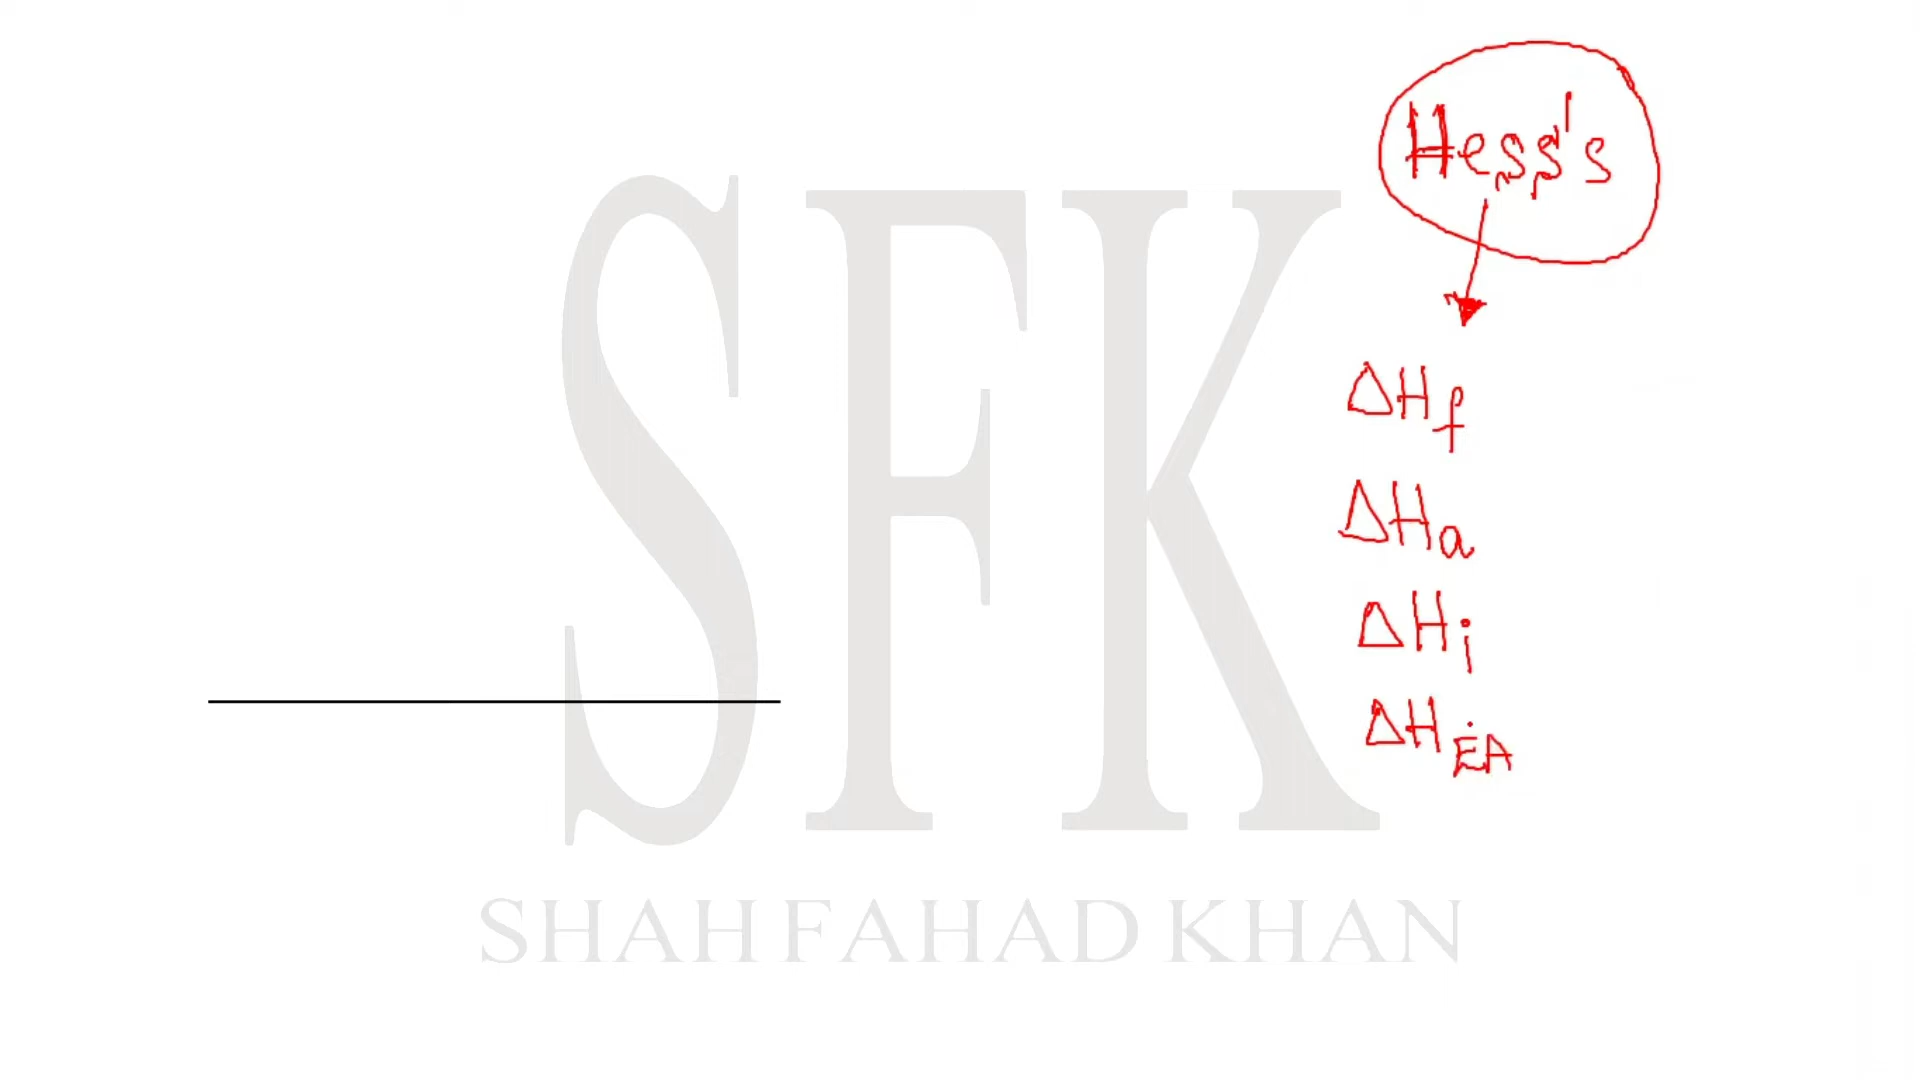 Hess's
ΔHf
ΔHa
ΔHi
ΔHEA
SFK
SHAH FAHAD KHAN